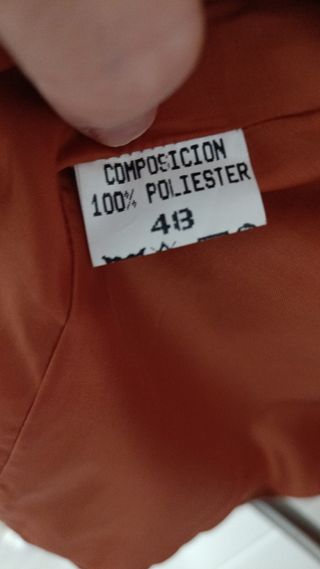 COMPOSICION
100% POLIESTER
48